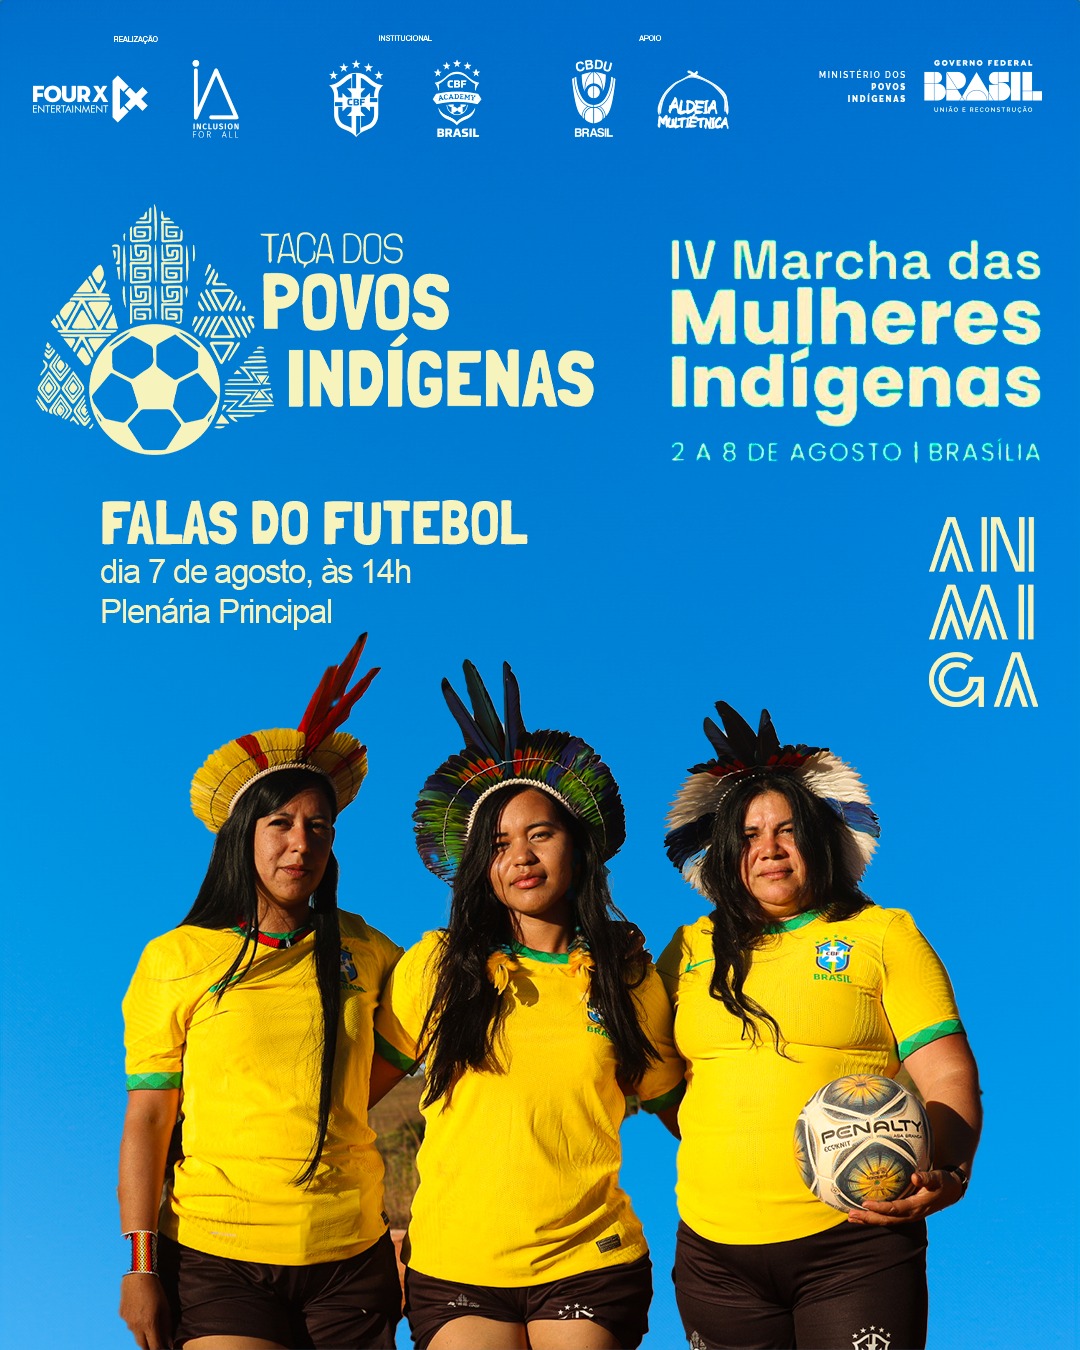 REALIZAÇÃO
INSTITUCIONAL
APOIO
FOUR X
ENTERTAINMENT
INCLUSION
FOR ALL
CBF
CBF
ACADEMY
BRASIL
CBDU
BRASIL
ALDEIA
MULTIÉTNICA
MINISTÉRIO DOS
POVOS
INDÍGENAS
GOVERNO FEDERAL
BRASIL
UNIÃO E RECONSTRUÇÃO
TAÇA DOS
POVOS
INDÍGENAS
IV Marcha das
Mulheres
Indígenas
2 A 8 DE AGOSTO | BRASÍLIA
FALAS DO FUTEBOL
dia 7 de agosto, às 14h
Plenária Principal
AN
MI
GA
CBF
BRASIL
PENALTY
ECOKNIT